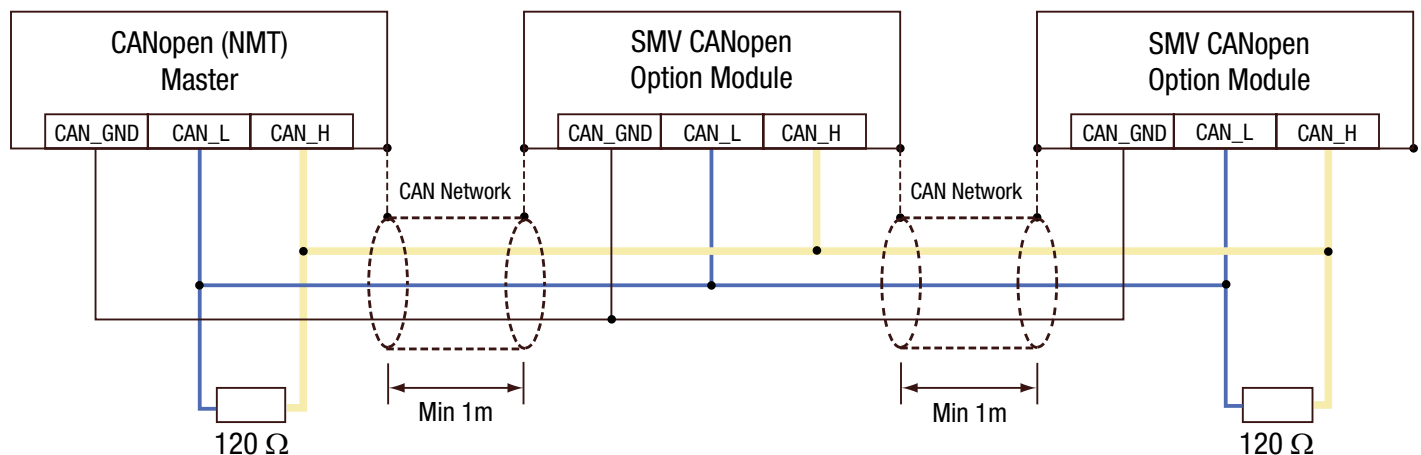 CANopen (NMT)
Master
SMV CANopen
Option Module
SMV CANopen
Option Module
CAN_GND CAN_L CAN_H
CAN_GND CAN_L CAN_H
CAN_GND CAN_L CAN_H
CAN Network
CAN Network
Min 1m
Min 1m
120 Ω
120 Ω